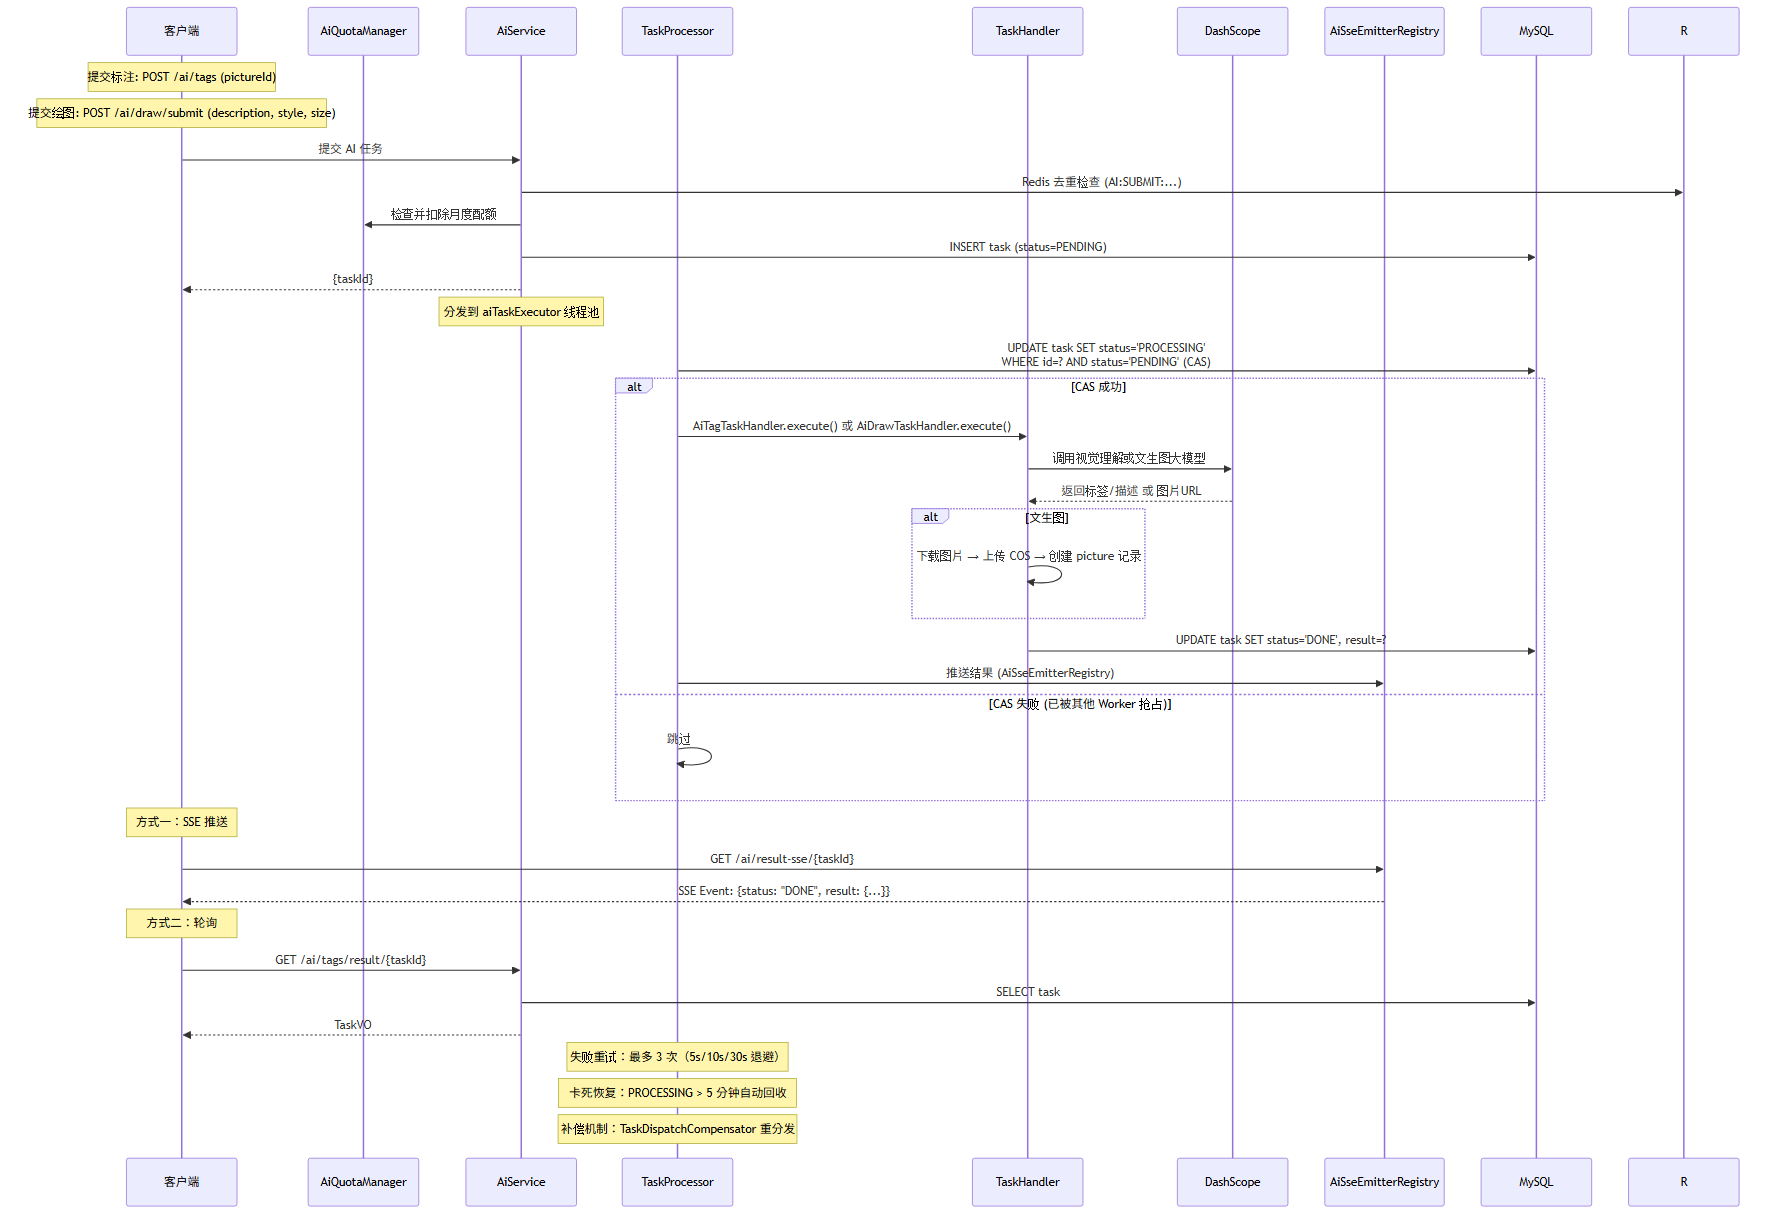 客户端
AiQuotaManager
AiService
TaskProcessor
TaskHandler
DashScope
AiSseEmitterRegistry
MySQL
R
提交标注: POST /ai/tags (pictureId)
提交绘图: POST /ai/draw/submit (description, style, size)
提交 AI 任务
Redis 去重检查 (AI:SUBMIT:...)
检查并扣除月度配额
INSERT task (status=PENDING)
{taskId}
分发到 aiTaskExecutor 线程池
UPDATE task SET status='PROCESSING'
WHERE id=? AND status='PENDING' (CAS)
alt
[CAS 成功]
AiTagTaskHandler.execute() 或 AiDrawTaskHandler.execute()
调用视觉理解或文生图大模型
返回标签/描述 或 图片URL
alt
[文生图]
下载图片 → 上传 COS → 创建 picture 记录
UPDATE task SET status='DONE', result=?
推送结果 (AiSseEmitterRegistry)
[CAS 失败 (已被其他 Worker 抢占)]
跳过
方式一：SSE 推送
GET /ai/result-sse/{taskId}
SSE Event: {status: "DONE", result: {...}}
方式二：轮询
GET /ai/tags/result/{taskId}
SELECT task
TaskVO
失败重试：最多 3 次（5s/10s/30s 退避）
卡死恢复：PROCESSING > 5 分钟自动回收
补偿机制：TaskDispatchCompensator 重分发
客户端
AiQuotaManager
AiService
TaskProcessor
TaskHandler
DashScope
AiSseEmitterRegistry
MySQL
R